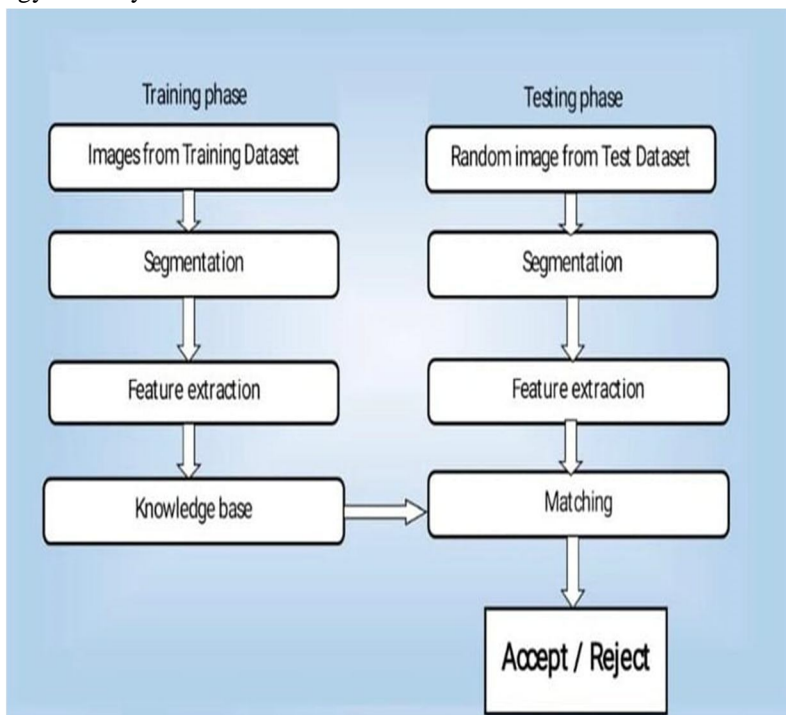 Training phase
Images from Training Dataset
Segmentation
Feature extraction
Knowledge base
Testing phase
Random image from Test Dataset
Segmentation
Feature extraction
Matching
Accept / Reject